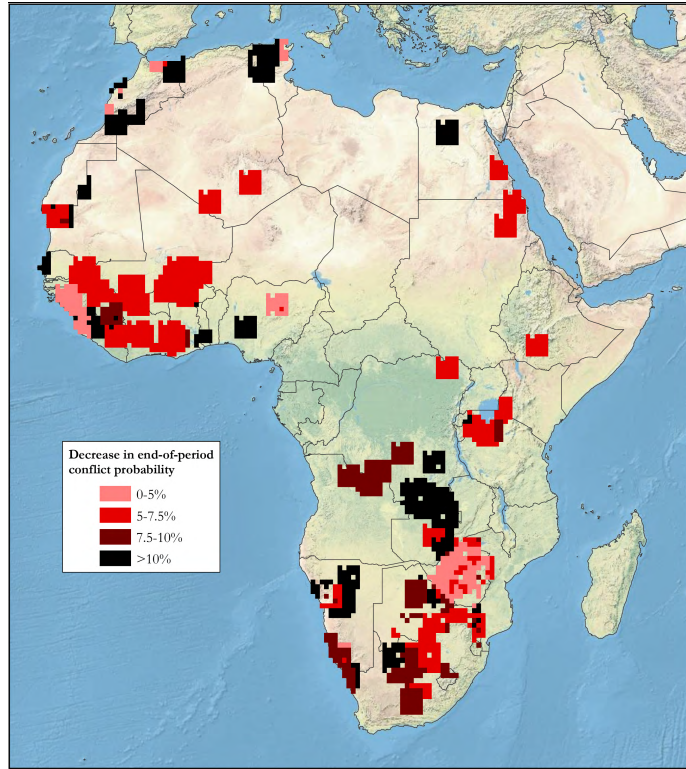 Decrease in end-of-period
conflict probability
0-5%
5-7.5%
7.5-10%
>10%